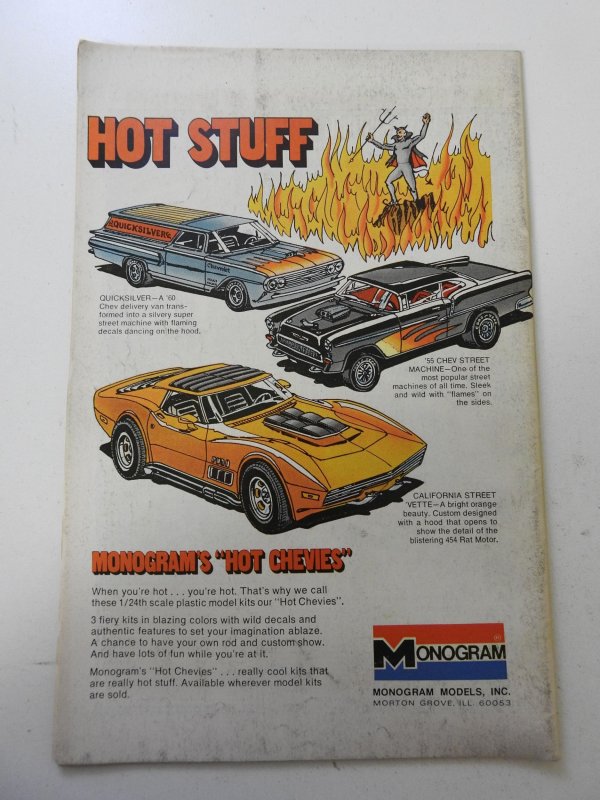 HOT STUFF
QUICKSILVER
Chevrolet
QUICKSILVER—A '60
Chev delivery van trans-
formed into a silvery super
street machine with flaming
decals dancing on the hood.
'55 CHEV STREET
MACHINE—One of the
most popular street
machines of all time. Sleek
and wild with "flames" on
the sides.
CALIFORNIA STREET
'VETTE—A bright orange
beauty. Custom designed
with a hood that opens to
show the detail of the
blistering 454 Rat Motor.
MONOGRAM'S "HOT CHEVIES"
When you're hot . . . you're hot. That's why we call
these 1/24th scale plastic model kits our "Hot Chevies".
3 fiery kits in blazing colors with wild decals and
authentic features to set your imagination ablaze.
A chance to have your own rod and custom show.
And have lots of fun while you're at it.
Monogram's "Hot Chevies" . . . really cool kits that
are really hot stuff. Available wherever model kits
are sold.
MONOGRAM®
MONOGRAM MODELS, INC.
MORTON GROVE, ILL. 60053